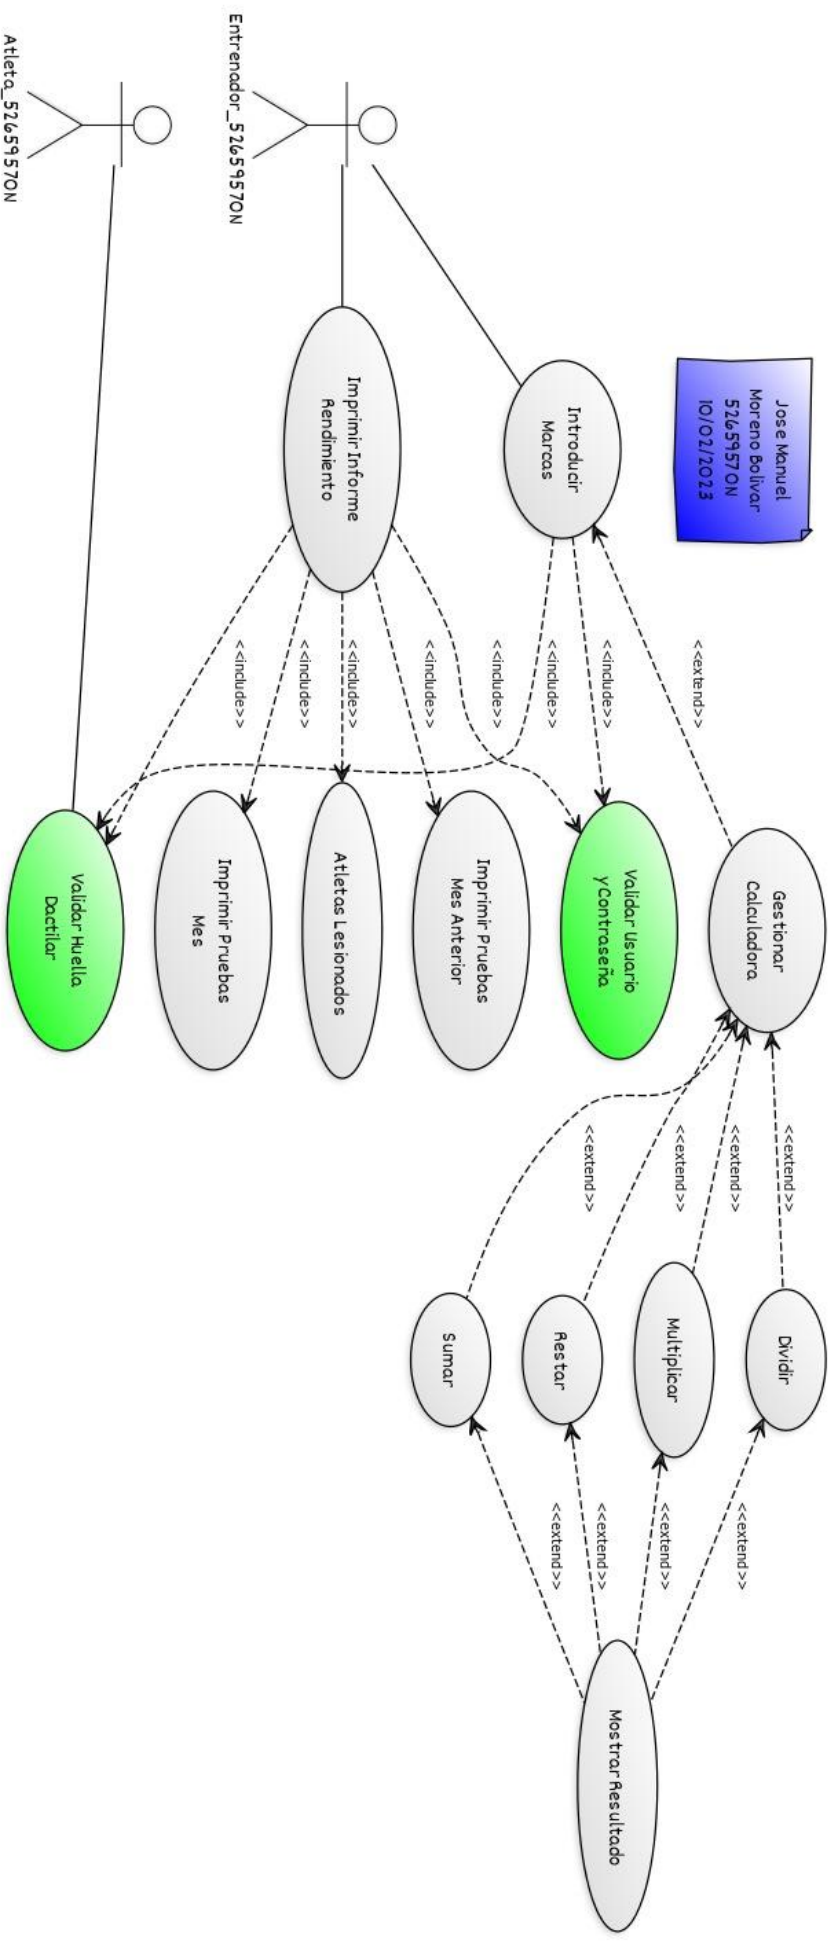 Jose Manuel
Moreno Bolivar
52659570N
10/02/2023
Entrenador_52659570N
Atleta_52659570N
Introducir
Marcas
Imprimir Informe
Rendimiento
<<extend>>
<<include>>
<<include>>
<<include>>
<<include>>
<<include>>
<<include>>
<<include>>
Gestionar
Calculadora
Validar Usuario
y Contraseña
Imprimir Pruebas
Mes Anterior
Atletas Lesionados
Imprimir Pruebas
Mes
Validar Huella
Dactilar
<<extend>>
<<extend>>
<<extend>>
<<extend>>
Dividir
Multiplicar
Restar
Sumar
<<extend>>
<<extend>>
<<extend>>
<<extend>>
Mostrar Resultado